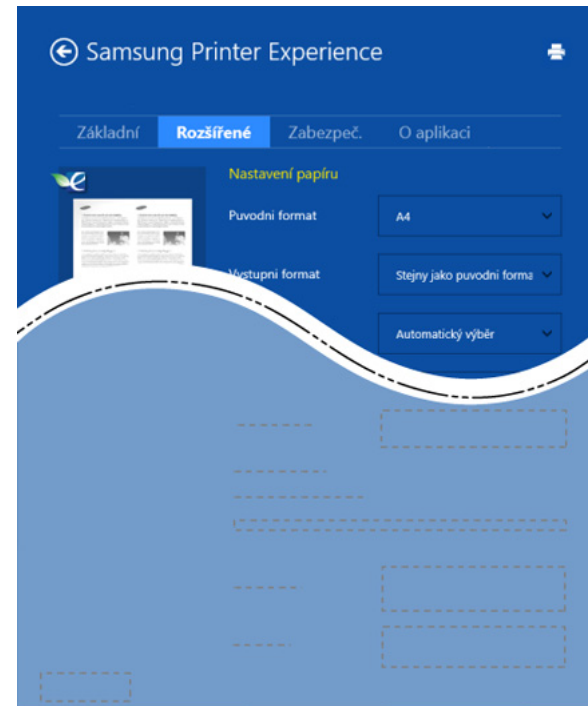 Samsung Printer Experience
Základní Rozšířené Zabezpeč. O aplikaci
Nastavení papíru
Puvodni format A4
Vystupni format Stejny jako puvodni forma
Automatický výběr